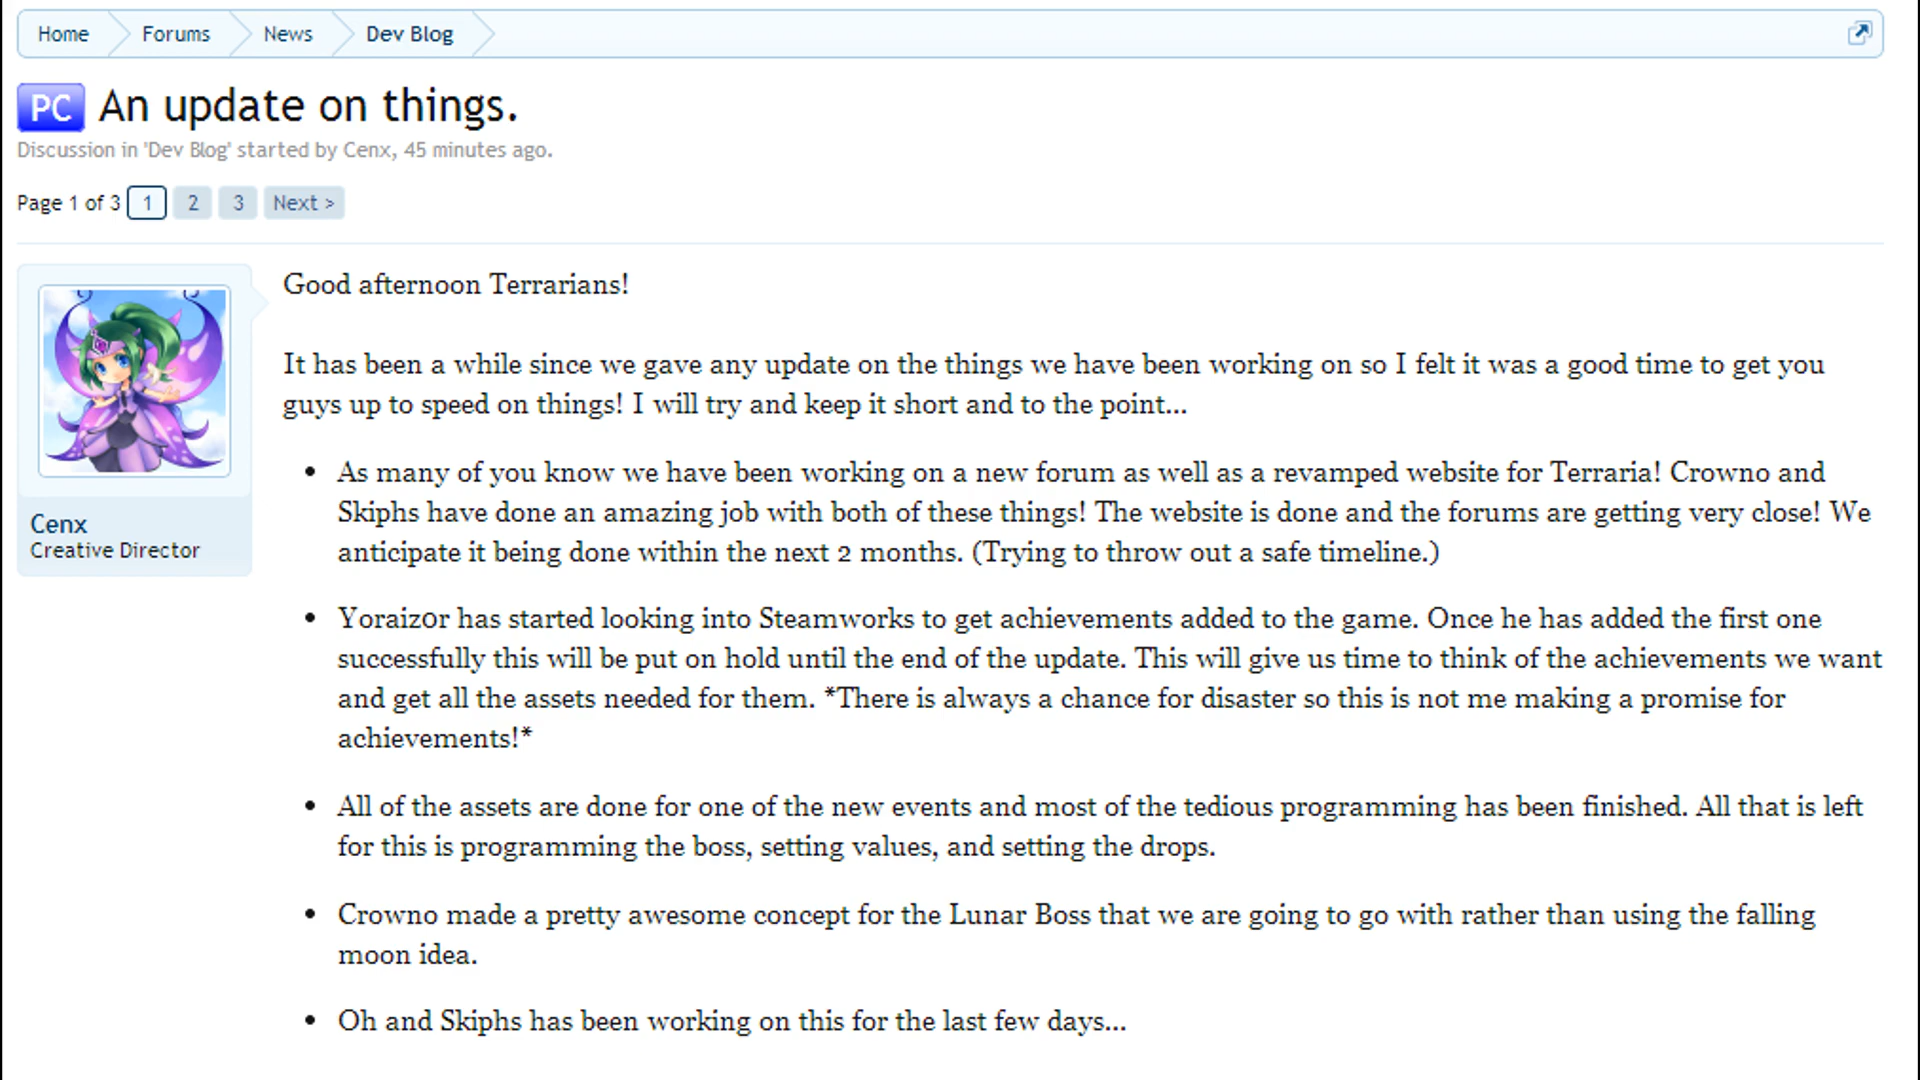 Home Forums News Dev Blog
PC An update on things.
Discussion in 'Dev Blog' started by Cenx, 45 minutes ago.
Page 1 of 3 1 2 3 Next >
Cenx
Creative Director
Good afternoon Terrarians!
It has been a while since we gave any update on the things we have been working on so I felt it was a good time to get you
guys up to speed on things! I will try and keep it short and to the point...
• As many of you know we have been working on a new forum as well as a revamped website for Terraria! Crowno and
Skiphs have done an amazing job with both of these things! The website is done and the forums are getting very close! We
anticipate it being done within the next 2 months. (Trying to throw out a safe timeline.)
• Yoraiz0r has started looking into Steamworks to get achievements added to the game. Once he has added the first one
successfully this will be put on hold until the end of the update. This will give us time to think of the achievements we want
and get all the assets needed for them. *There is always a chance for disaster so this is not me making a promise for
achievements!*
• All of the assets are done for one of the new events and most of the tedious programming has been finished. All that is left
for this is programming the boss, setting values, and setting the drops.
• Crowno made a pretty awesome concept for the Lunar Boss that we are going to go with rather than using the falling
moon idea.
• Oh and Skiphs has been working on this for the last few days...